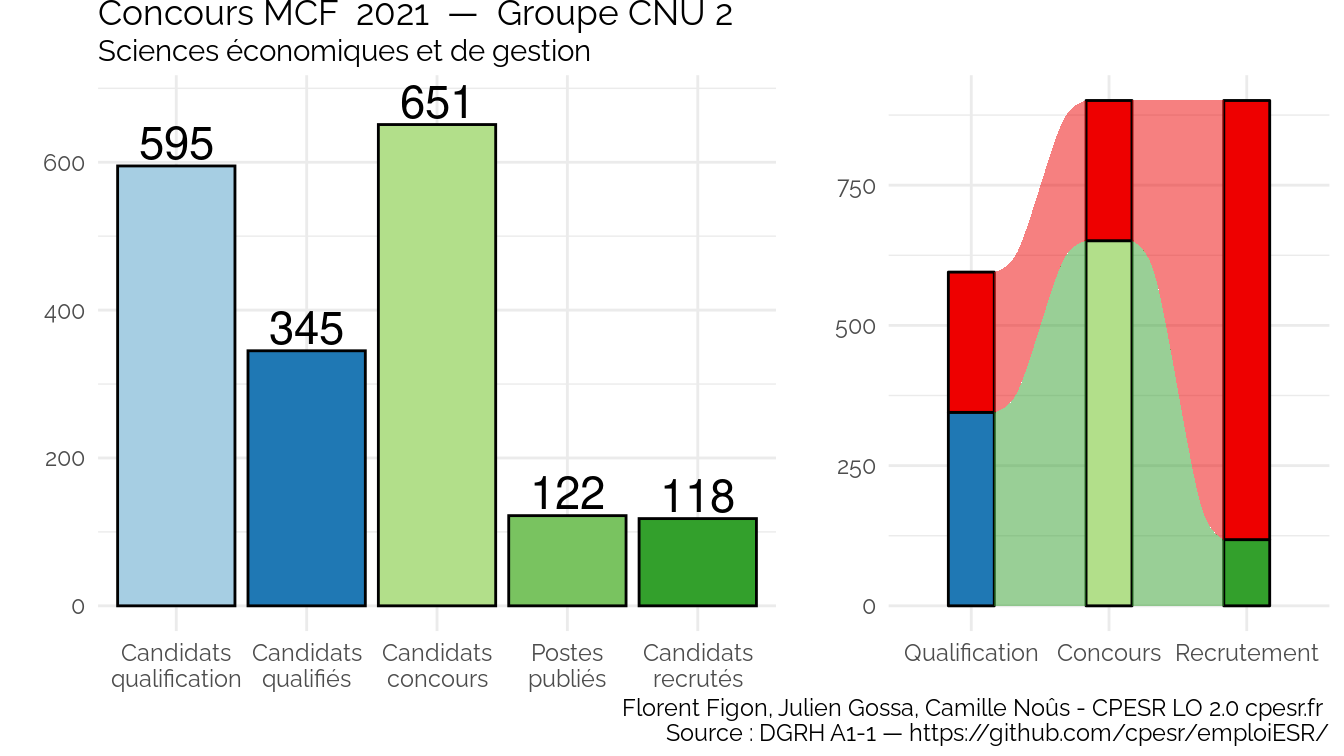 Concours MCF 2021 — Groupe CNU 2
Sciences économiques et de gestion
595
345
651
122
118
600
400
200
0
Candidats
qualification
Candidats
qualifiés
Candidats
concours
Postes
publiés
Candidats
recrutés
750
500
250
0
Qualification
Concours
Recrutement
Florent Figon, Julien Gossa, Camille Noûs - CPESR LO 2.0 cpesr.fr
Source : DGRH A1-1 — https://github.com/cpesr/emploiESR/